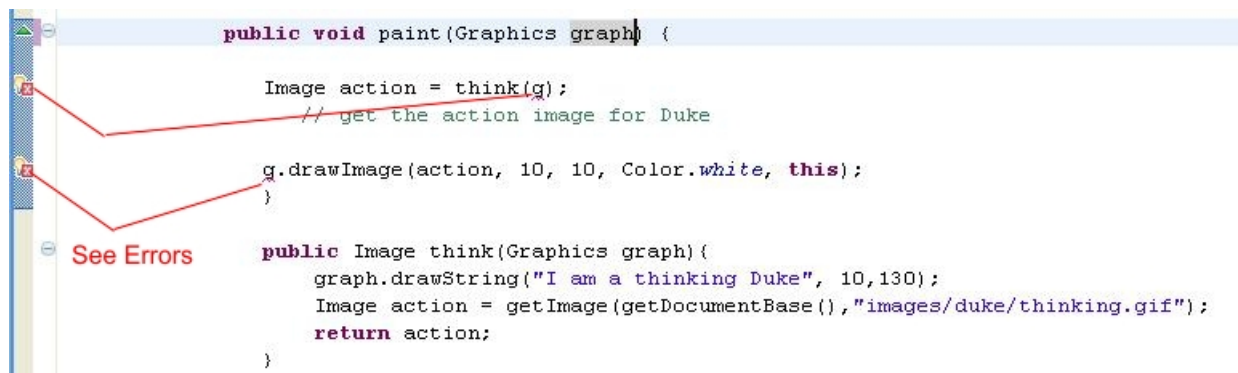 public void paint(Graphics graph) {
Image action = think(g);
// get the action image for Duke
g.drawImage(action, 10, 10, Color.white, this);
}
See Errors
public Image think(Graphics graph){
graph.drawString("I am a thinking Duke", 10,130);
Image action = getImage(getDocumentBase(),"images/duke/thinking.gif");
return action;
}